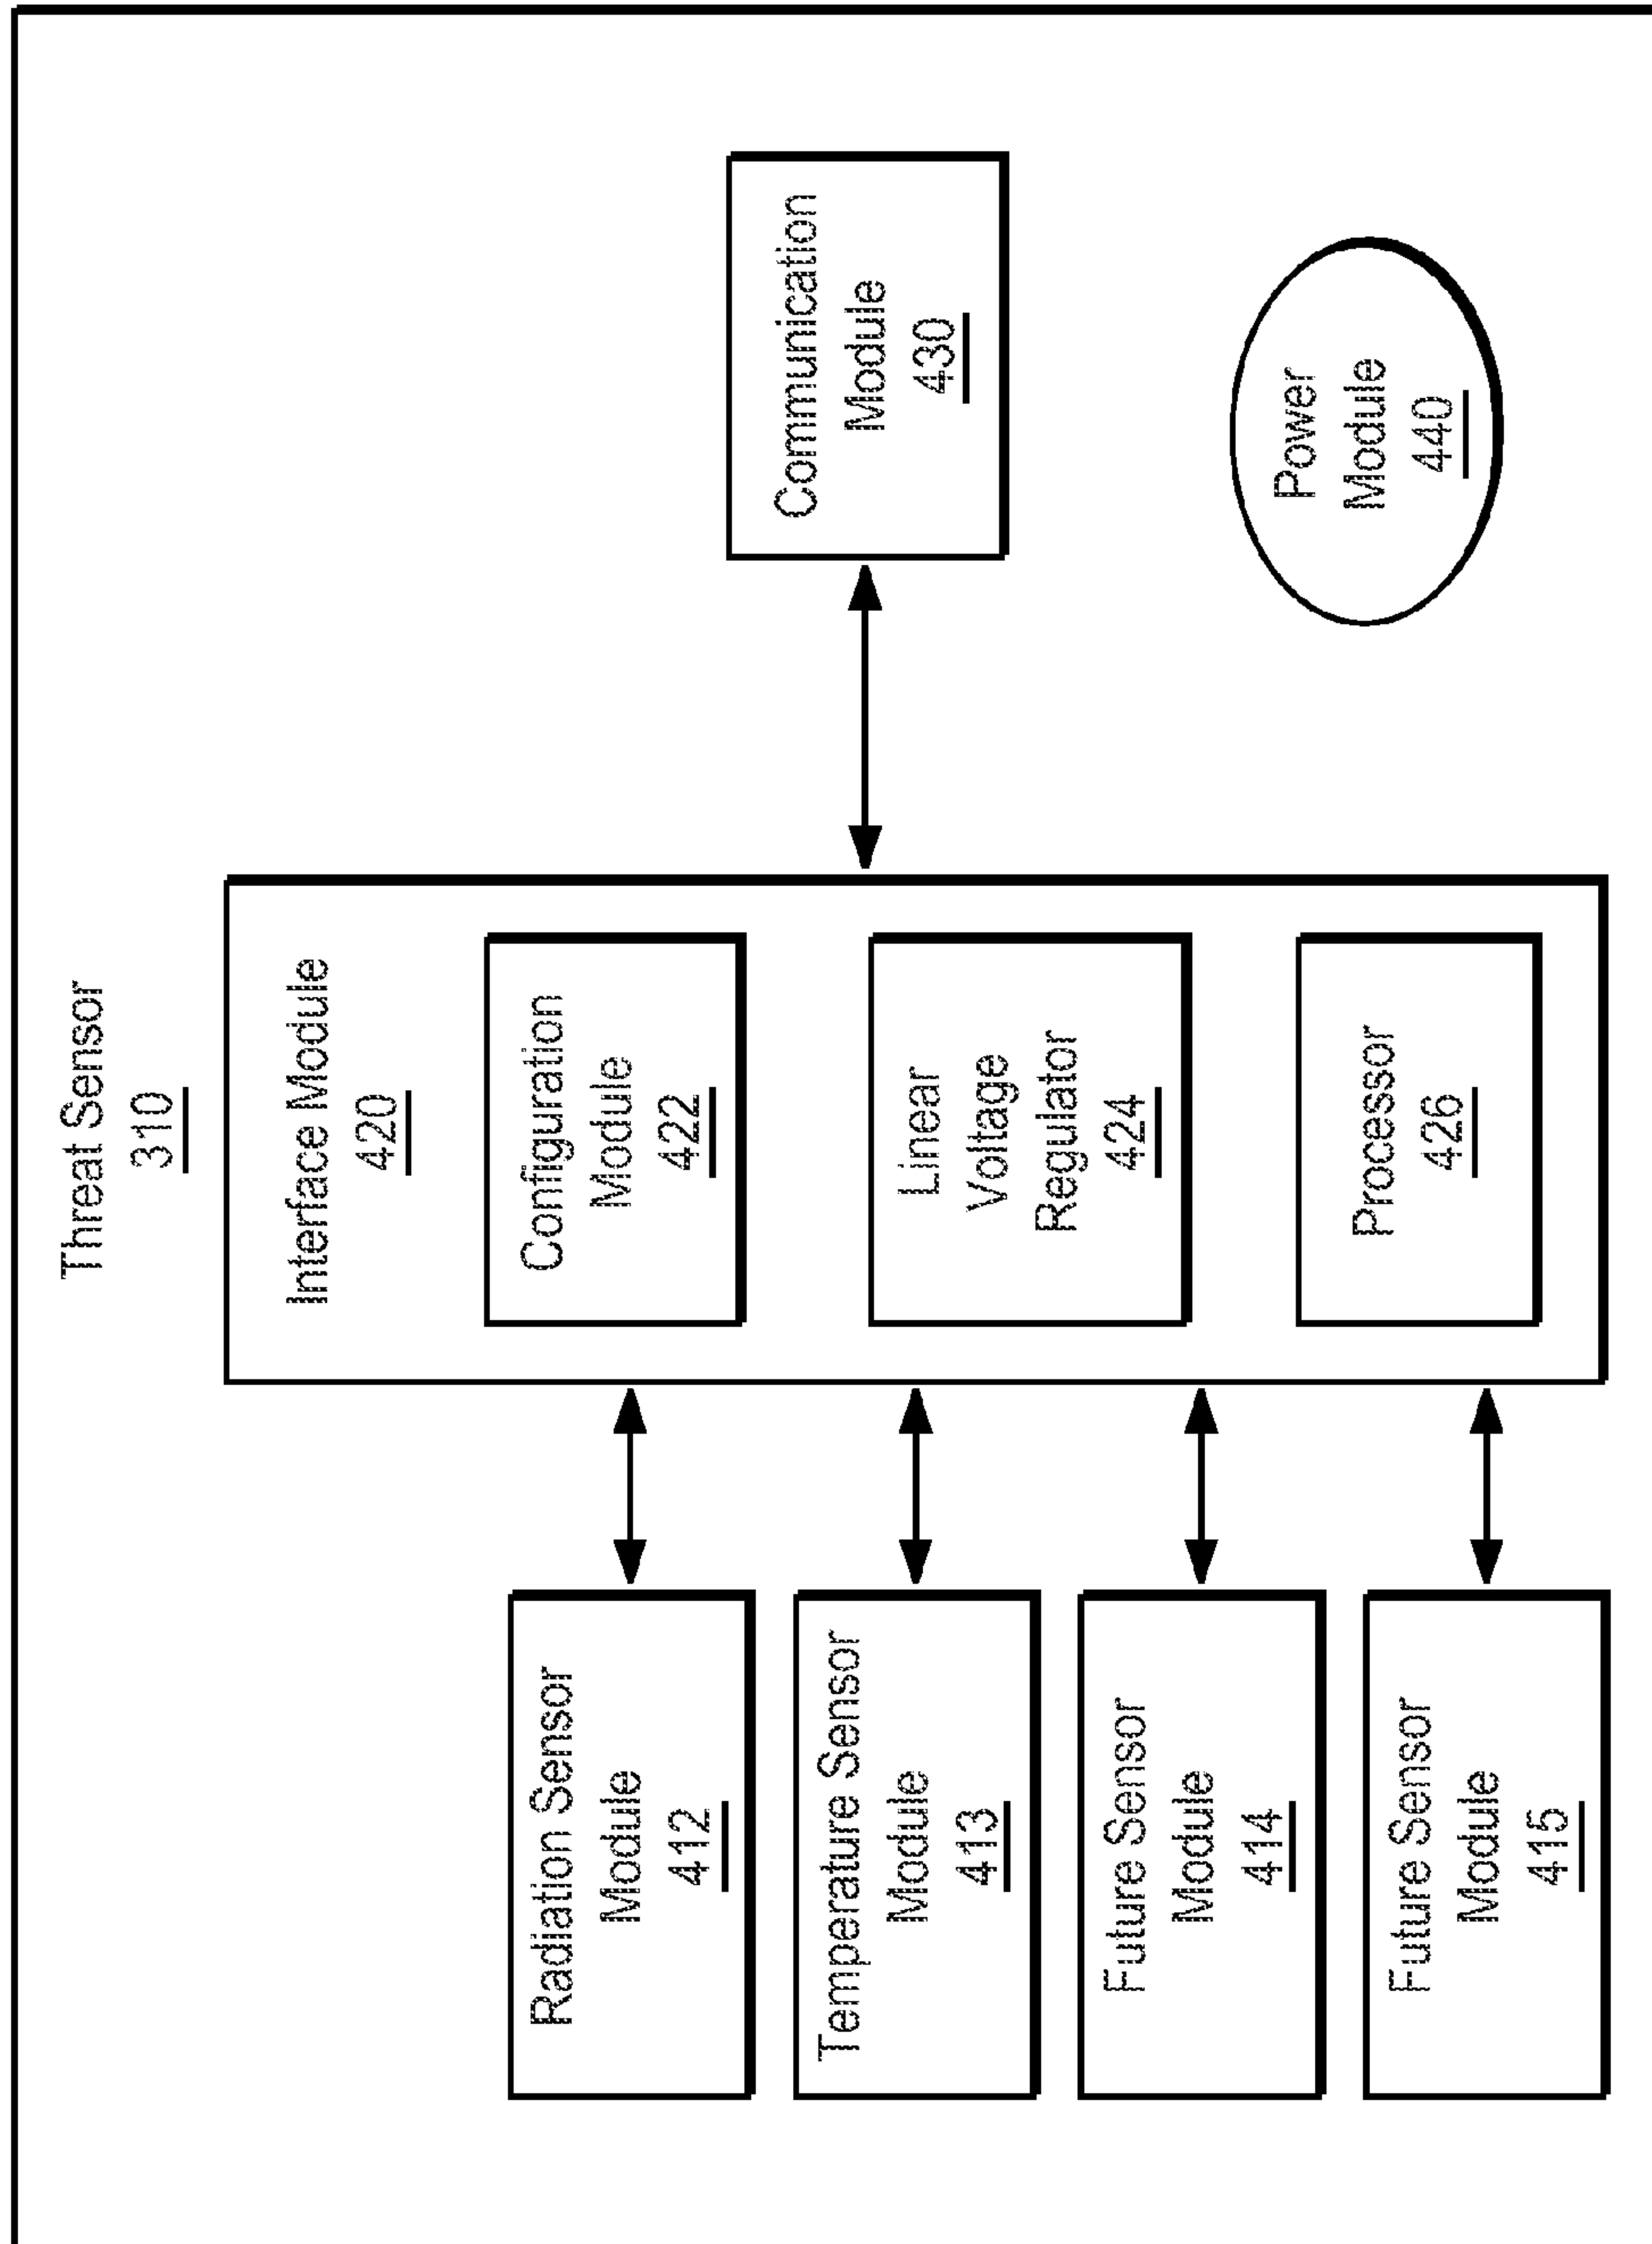 Threat Sensor
310
Radiation Sensor
Module
412
Temperature Sensor
Module
413
Future Sensor
Module
414
Future Sensor
Module
415
Interface Module
420
Configuration
Module
422
Linear
Voltage
Regulator
424
Processor
426
Communication
Module
430
Power
Module
440